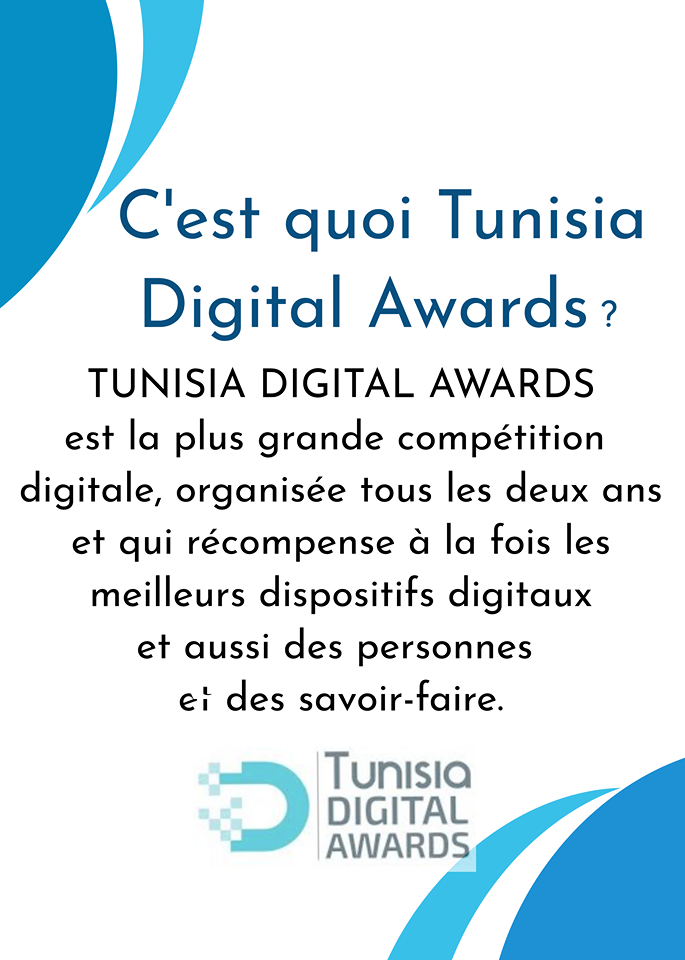 C'est quoi Tunisia
Digital Awards ?
TUNISIA DIGITAL AWARDS
est la plus grande compétition
digitale, organisée tous les deux ans
et qui récompense à la fois les
meilleurs dispositifs digitaux
et aussi des personnes
et des savoir-faire.
Tunisia
DIGITAL
AWARDS